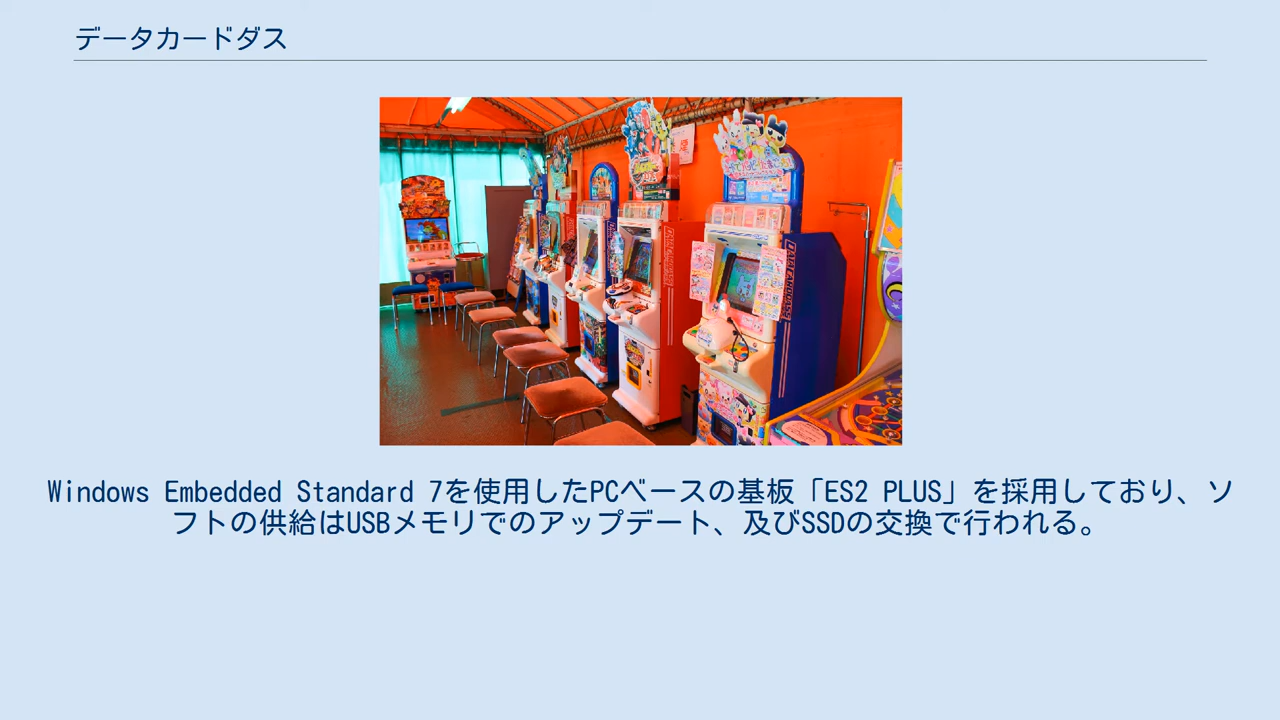 データカードダス
Windows Embedded Standard 7を使用したPCベースの基板「ES2 PLUS」を採用しており、ソ
フトの供給はUSBメモリでのアップデート、及びSSDの交換で行われる。
DATA CARDDASS